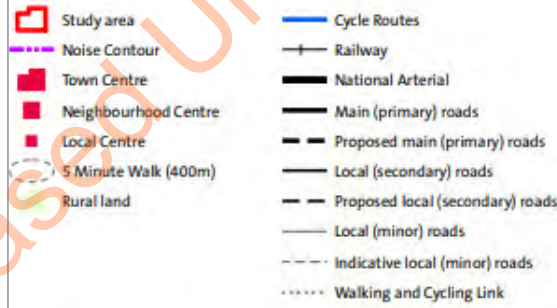 Study area
Noise Contour
Town Centre
Neighbourhood Centre
Local Centre
5 Minute Walk (400m)
Rural land
Cycle Routes
Railway
National Arterial
Main (primary) roads
Proposed main (primary) roads
Local (secondary) roads
Proposed local (secondary) roads
Local (minor) roads
Indicative local (minor) roads
Walking and Cycling Link